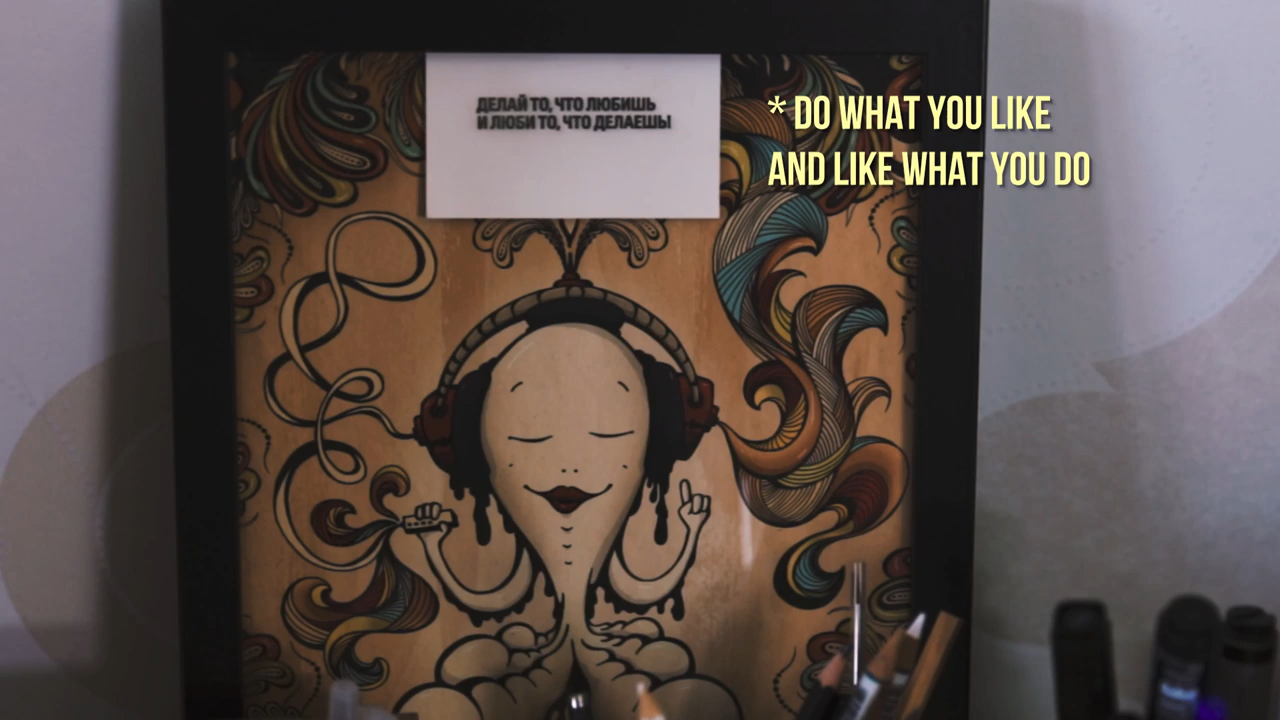 ДЕЛАЙ ТО, ЧТО ЛЮБИШЬ
И ЛЮБИ ТО, ЧТО ДЕЛАЕШЬ
* DO WHAT YOU LIKE
AND LIKE WHAT YOU DO